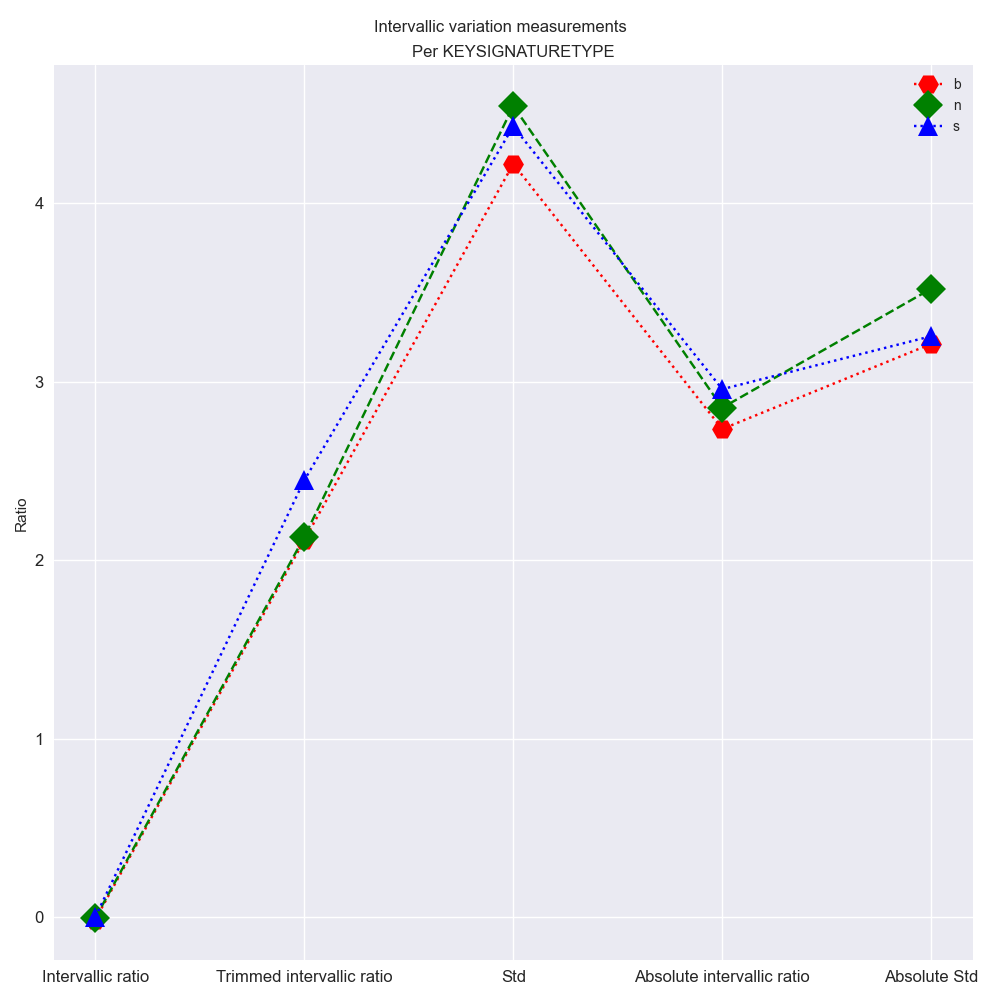 Intervallic variation measurements
Per KEYSIGNATURETYPE
b
n
s
Ratio
4
3
2
1
0
Intervallic ratio
Trimmed intervallic ratio
Std
Absolute intervallic ratio
Absolute Std